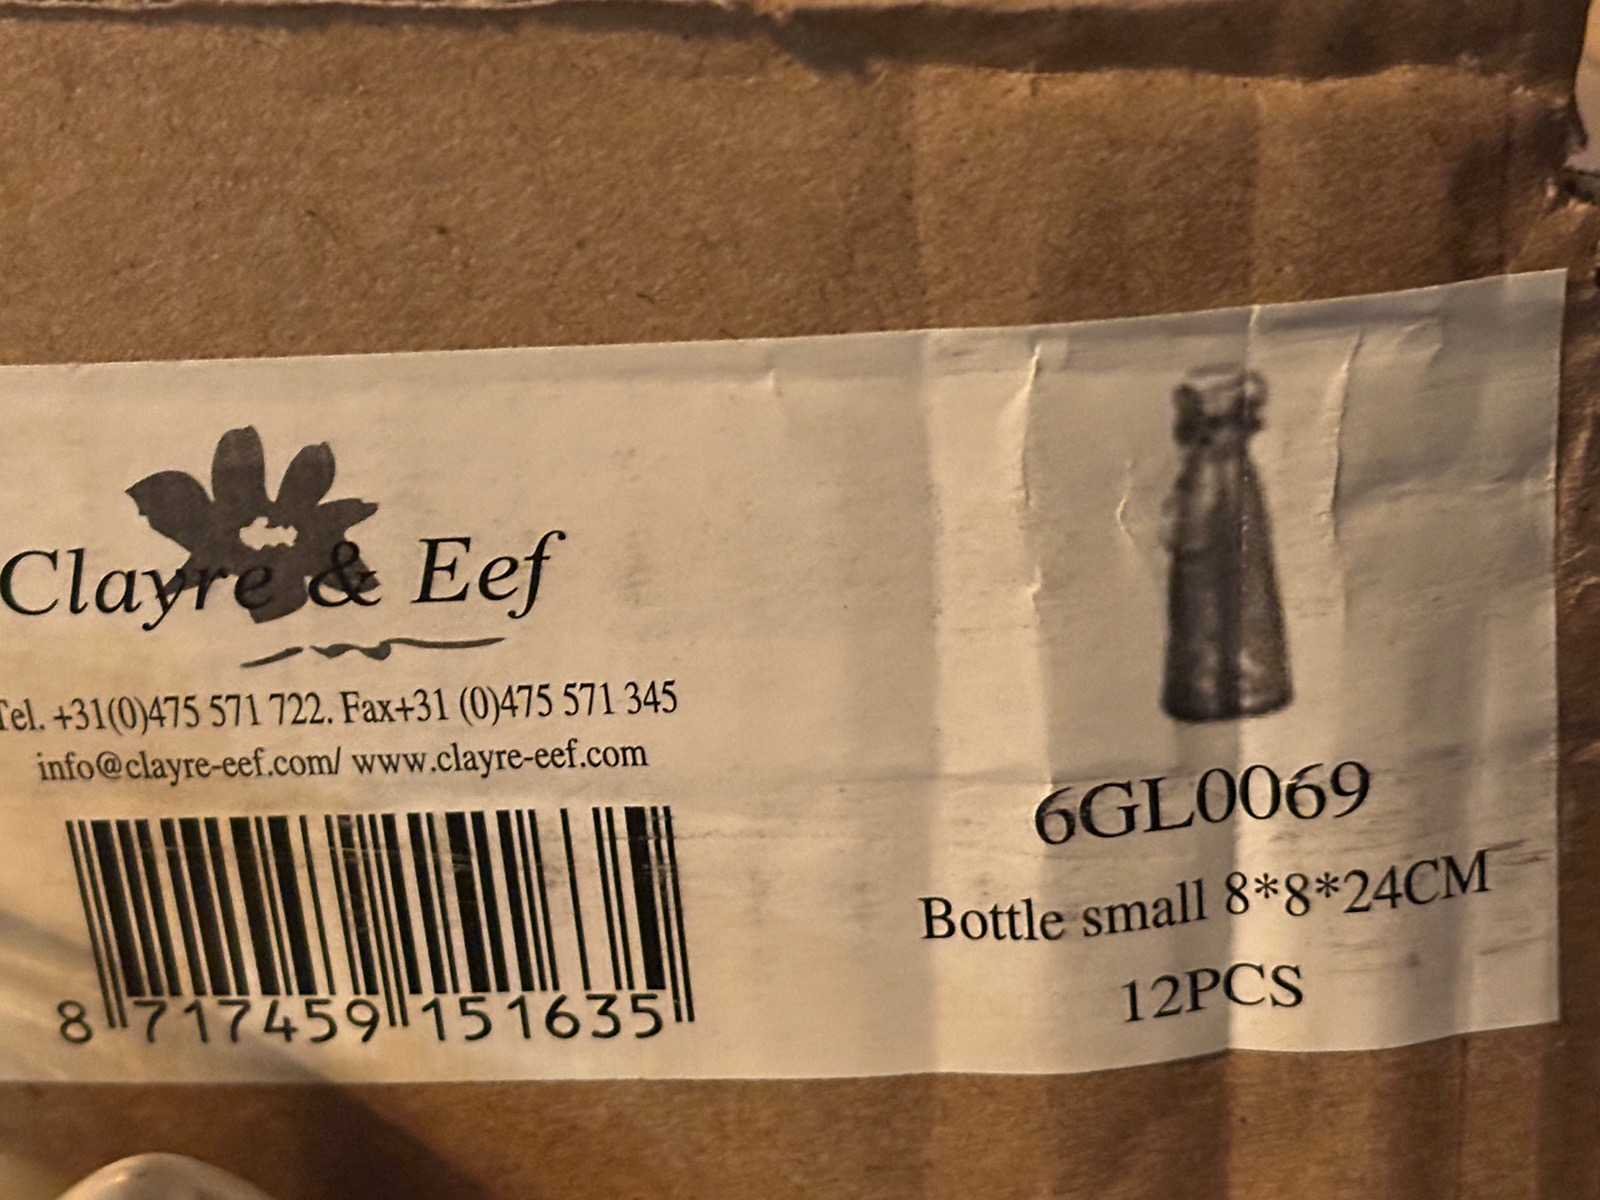 Clayre & Eef
Tel. +31(0)475 571 722. Fax+31 (0)475 571 345
info@clayre-eef.com/ www.clayre-eef.com
8 717459 151635
6GL0069
Bottle small 8*8*24CM
12PCS